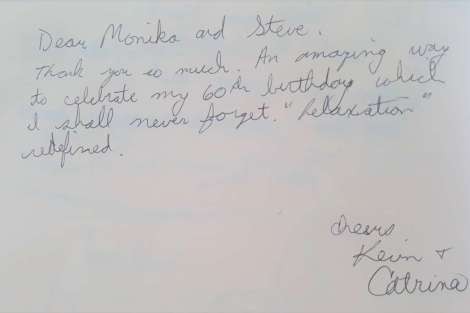 Dear Monika and Steve.
Thank you so much. An amazing way
to celebrate my 60th birthday which
I shall never forget. "Relaxation"
redefined.
Cheers
Kevin +
Catrina